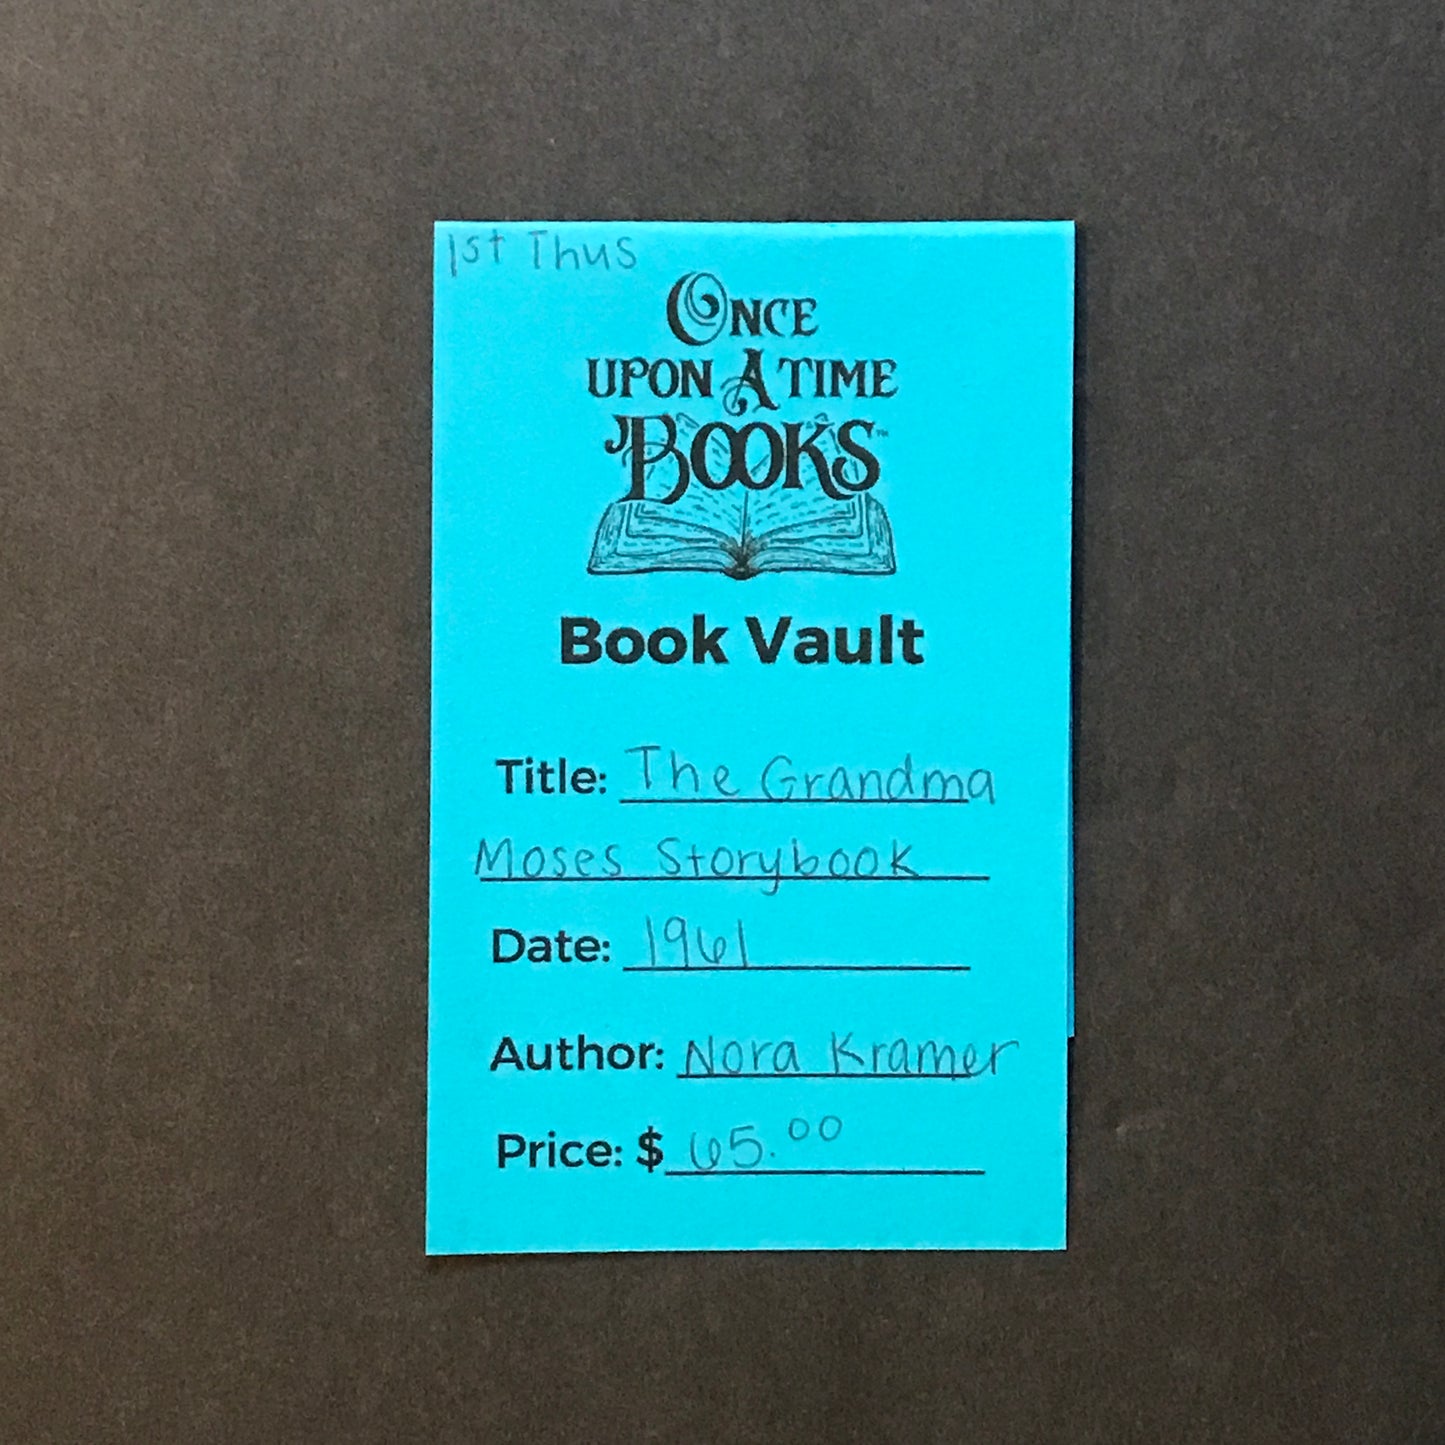 1st Thus
ONCE
UPON A TIME
BOOKS™
Book Vault
Title: The Grandma
Moses Storybook
Date: 1961
Author: Nora Kramer
Price: $ 65.00